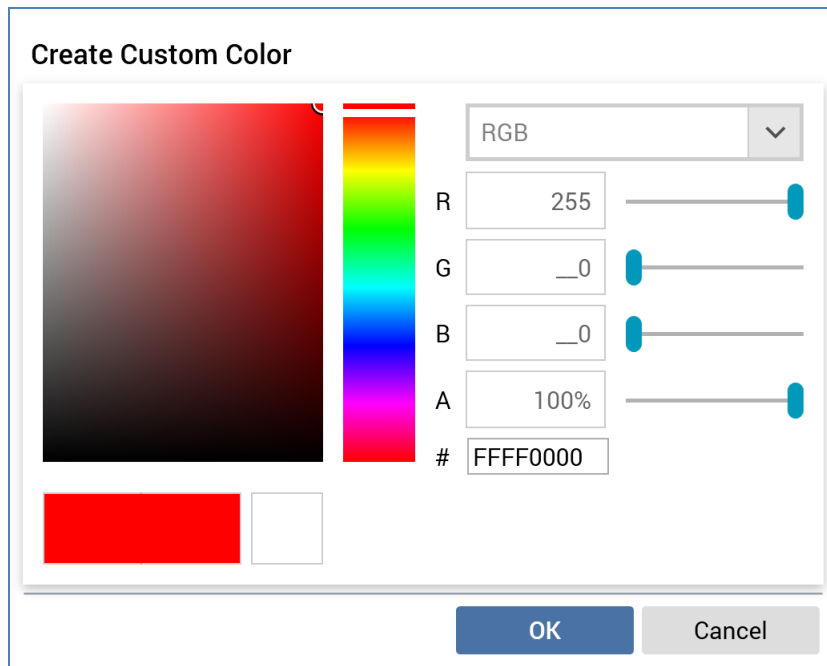 Create Custom Color
RGB
R 255
G __0
B __0
A 100%
# FFFF0000
OK Cancel